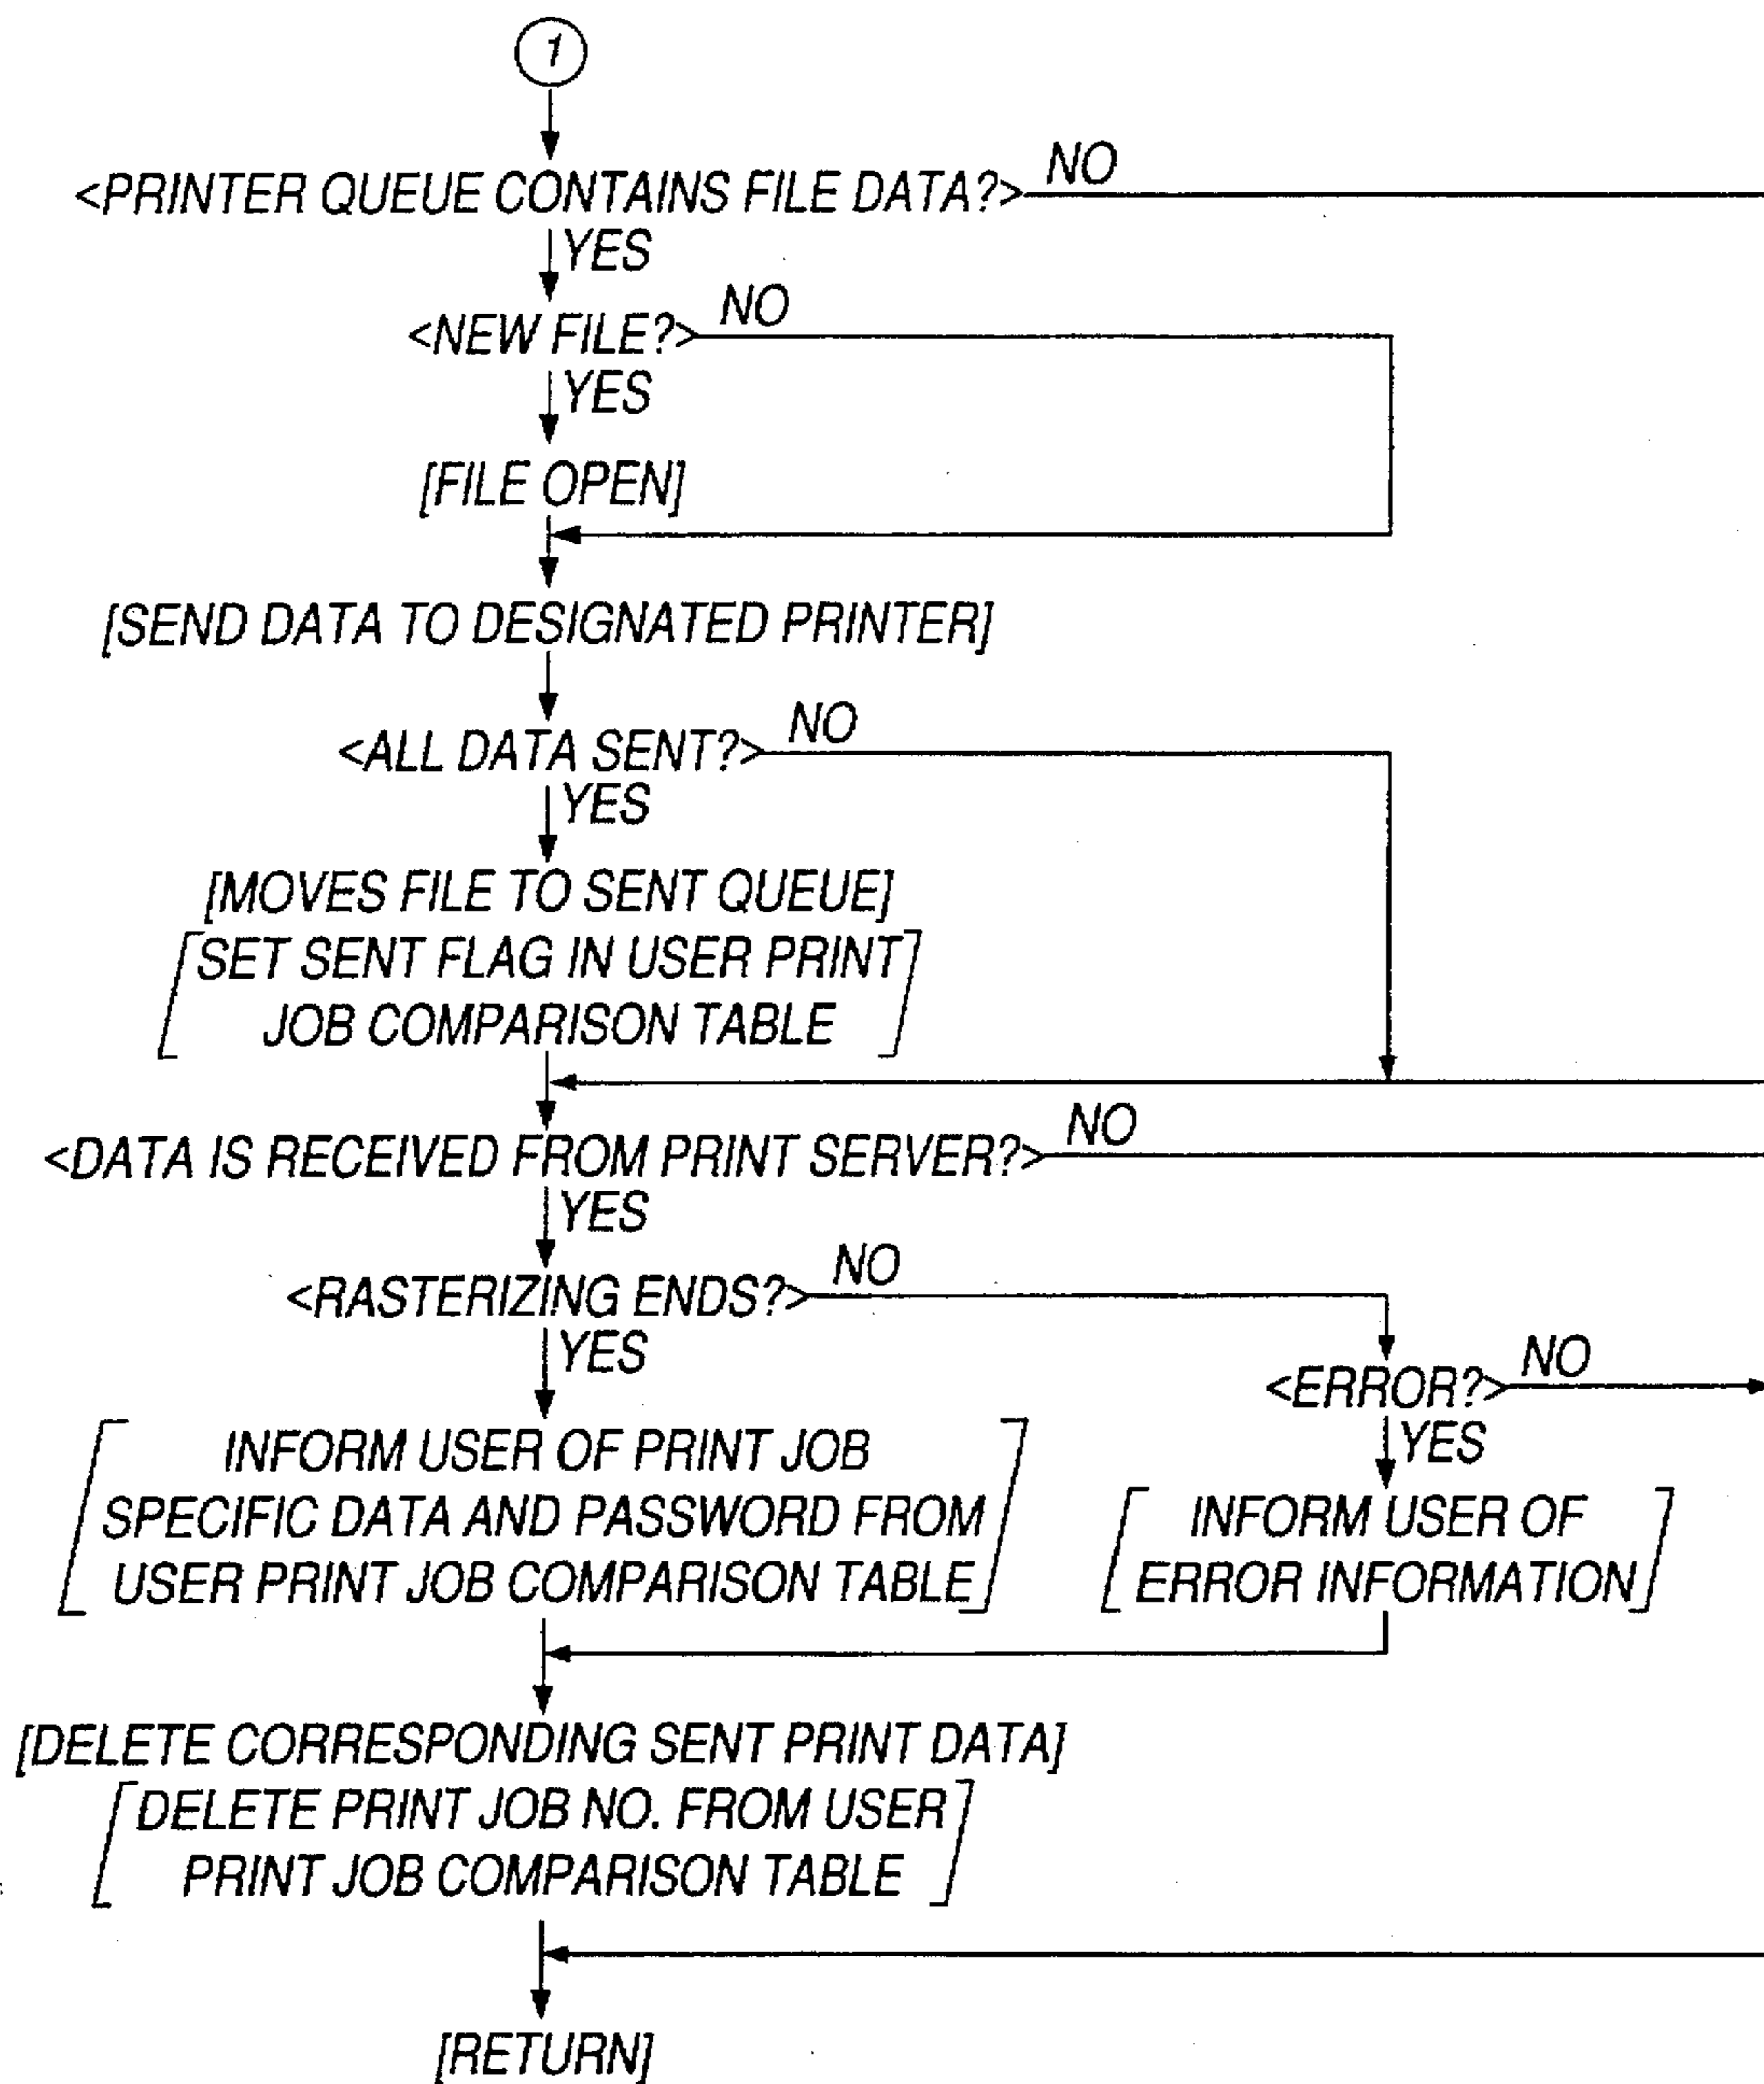 1
<PRINTER QUEUE CONTAINS FILE DATA?> NO
YES
<NEW FILE?> NO
YES
[FILE OPEN]
[SEND DATA TO DESIGNATED PRINTER]
<ALL DATA SENT?> NO
YES
[MOVES FILE TO SENT QUEUE]
[SET SENT FLAG IN USER PRINT
JOB COMPARISON TABLE]
<DATA IS RECEIVED FROM PRINT SERVER?> NO
YES
<RASTERIZING ENDS?> NO
YES
<ERROR?> NO
YES
[INFORM USER OF PRINT JOB
SPECIFIC DATA AND PASSWORD FROM
USER PRINT JOB COMPARISON TABLE]
[INFORM USER OF
ERROR INFORMATION]
[DELETE CORRESPONDING SENT PRINT DATA]
[DELETE PRINT JOB NO. FROM USER
PRINT JOB COMPARISON TABLE]
[RETURN]